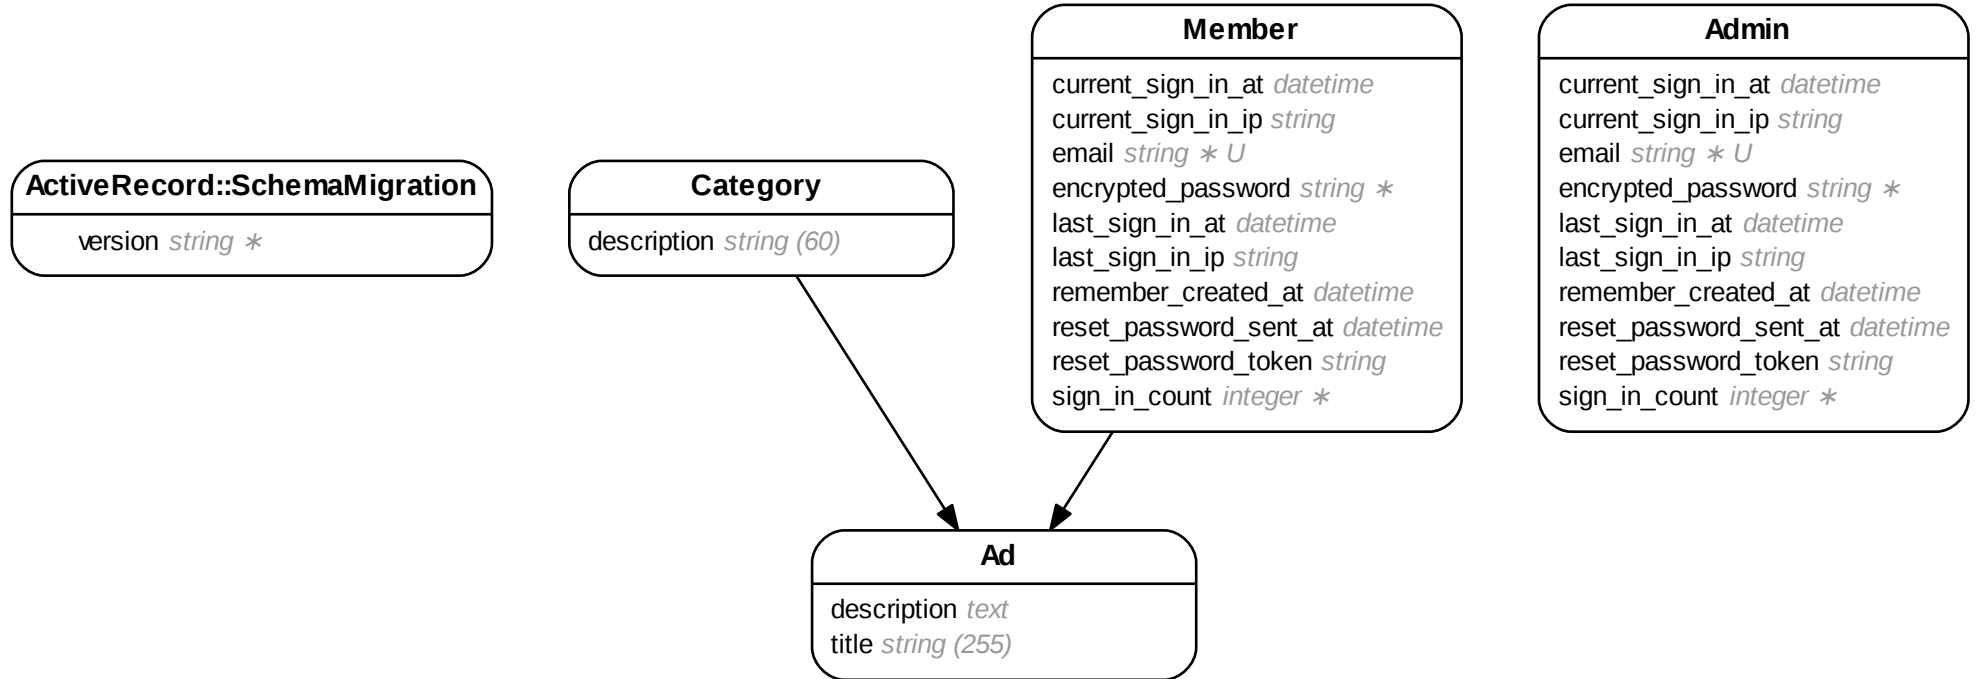 ActiveRecord::SchemaMigration
version string ∗
Category
description string (60)
Member
current_sign_in_at datetime
current_sign_in_ip string
email string ∗ U
encrypted_password string ∗
last_sign_in_at datetime
last_sign_in_ip string
remember_created_at datetime
reset_password_sent_at datetime
reset_password_token string
sign_in_count integer ∗
Admin
current_sign_in_at datetime
current_sign_in_ip string
email string ∗ U
encrypted_password string ∗
last_sign_in_at datetime
last_sign_in_ip string
remember_created_at datetime
reset_password_sent_at datetime
reset_password_token string
sign_in_count integer ∗
Ad
description text
title string (255)